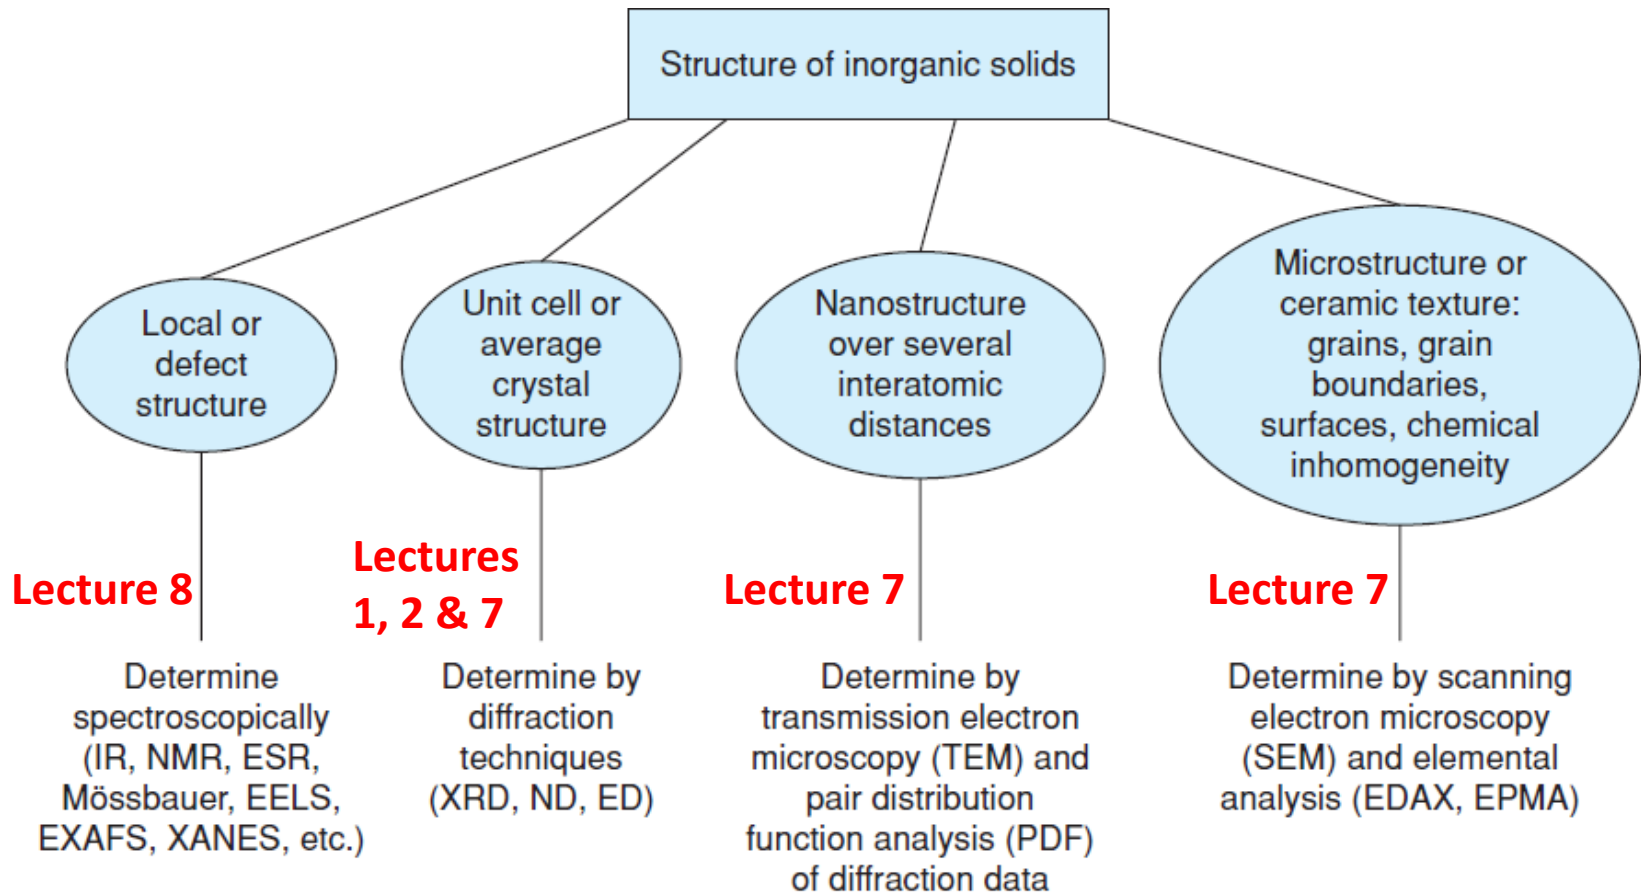 Structure of inorganic solids
Local or
defect
structure
Unit cell or
average
crystal
structure
Nanostructure
over several
interatomic
distances
Microstructure or
ceramic texture:
grains, grain
boundaries,
surfaces, chemical
inhomogeneity
Lecture 8
Lectures
1, 2 & 7
Lecture 7
Lecture 7
Determine
spectroscopically
(IR, NMR, ESR,
Mössbauer, EELS,
EXAFS, XANES, etc.)
Determine by
diffraction
techniques
(XRD, ND, ED)
Determine by
transmission electron
microscopy (TEM) and
pair distribution
function analysis (PDF)
of diffraction data
Determine by scanning
electron microscopy
(SEM) and elemental
analysis (EDAX, EPMA)